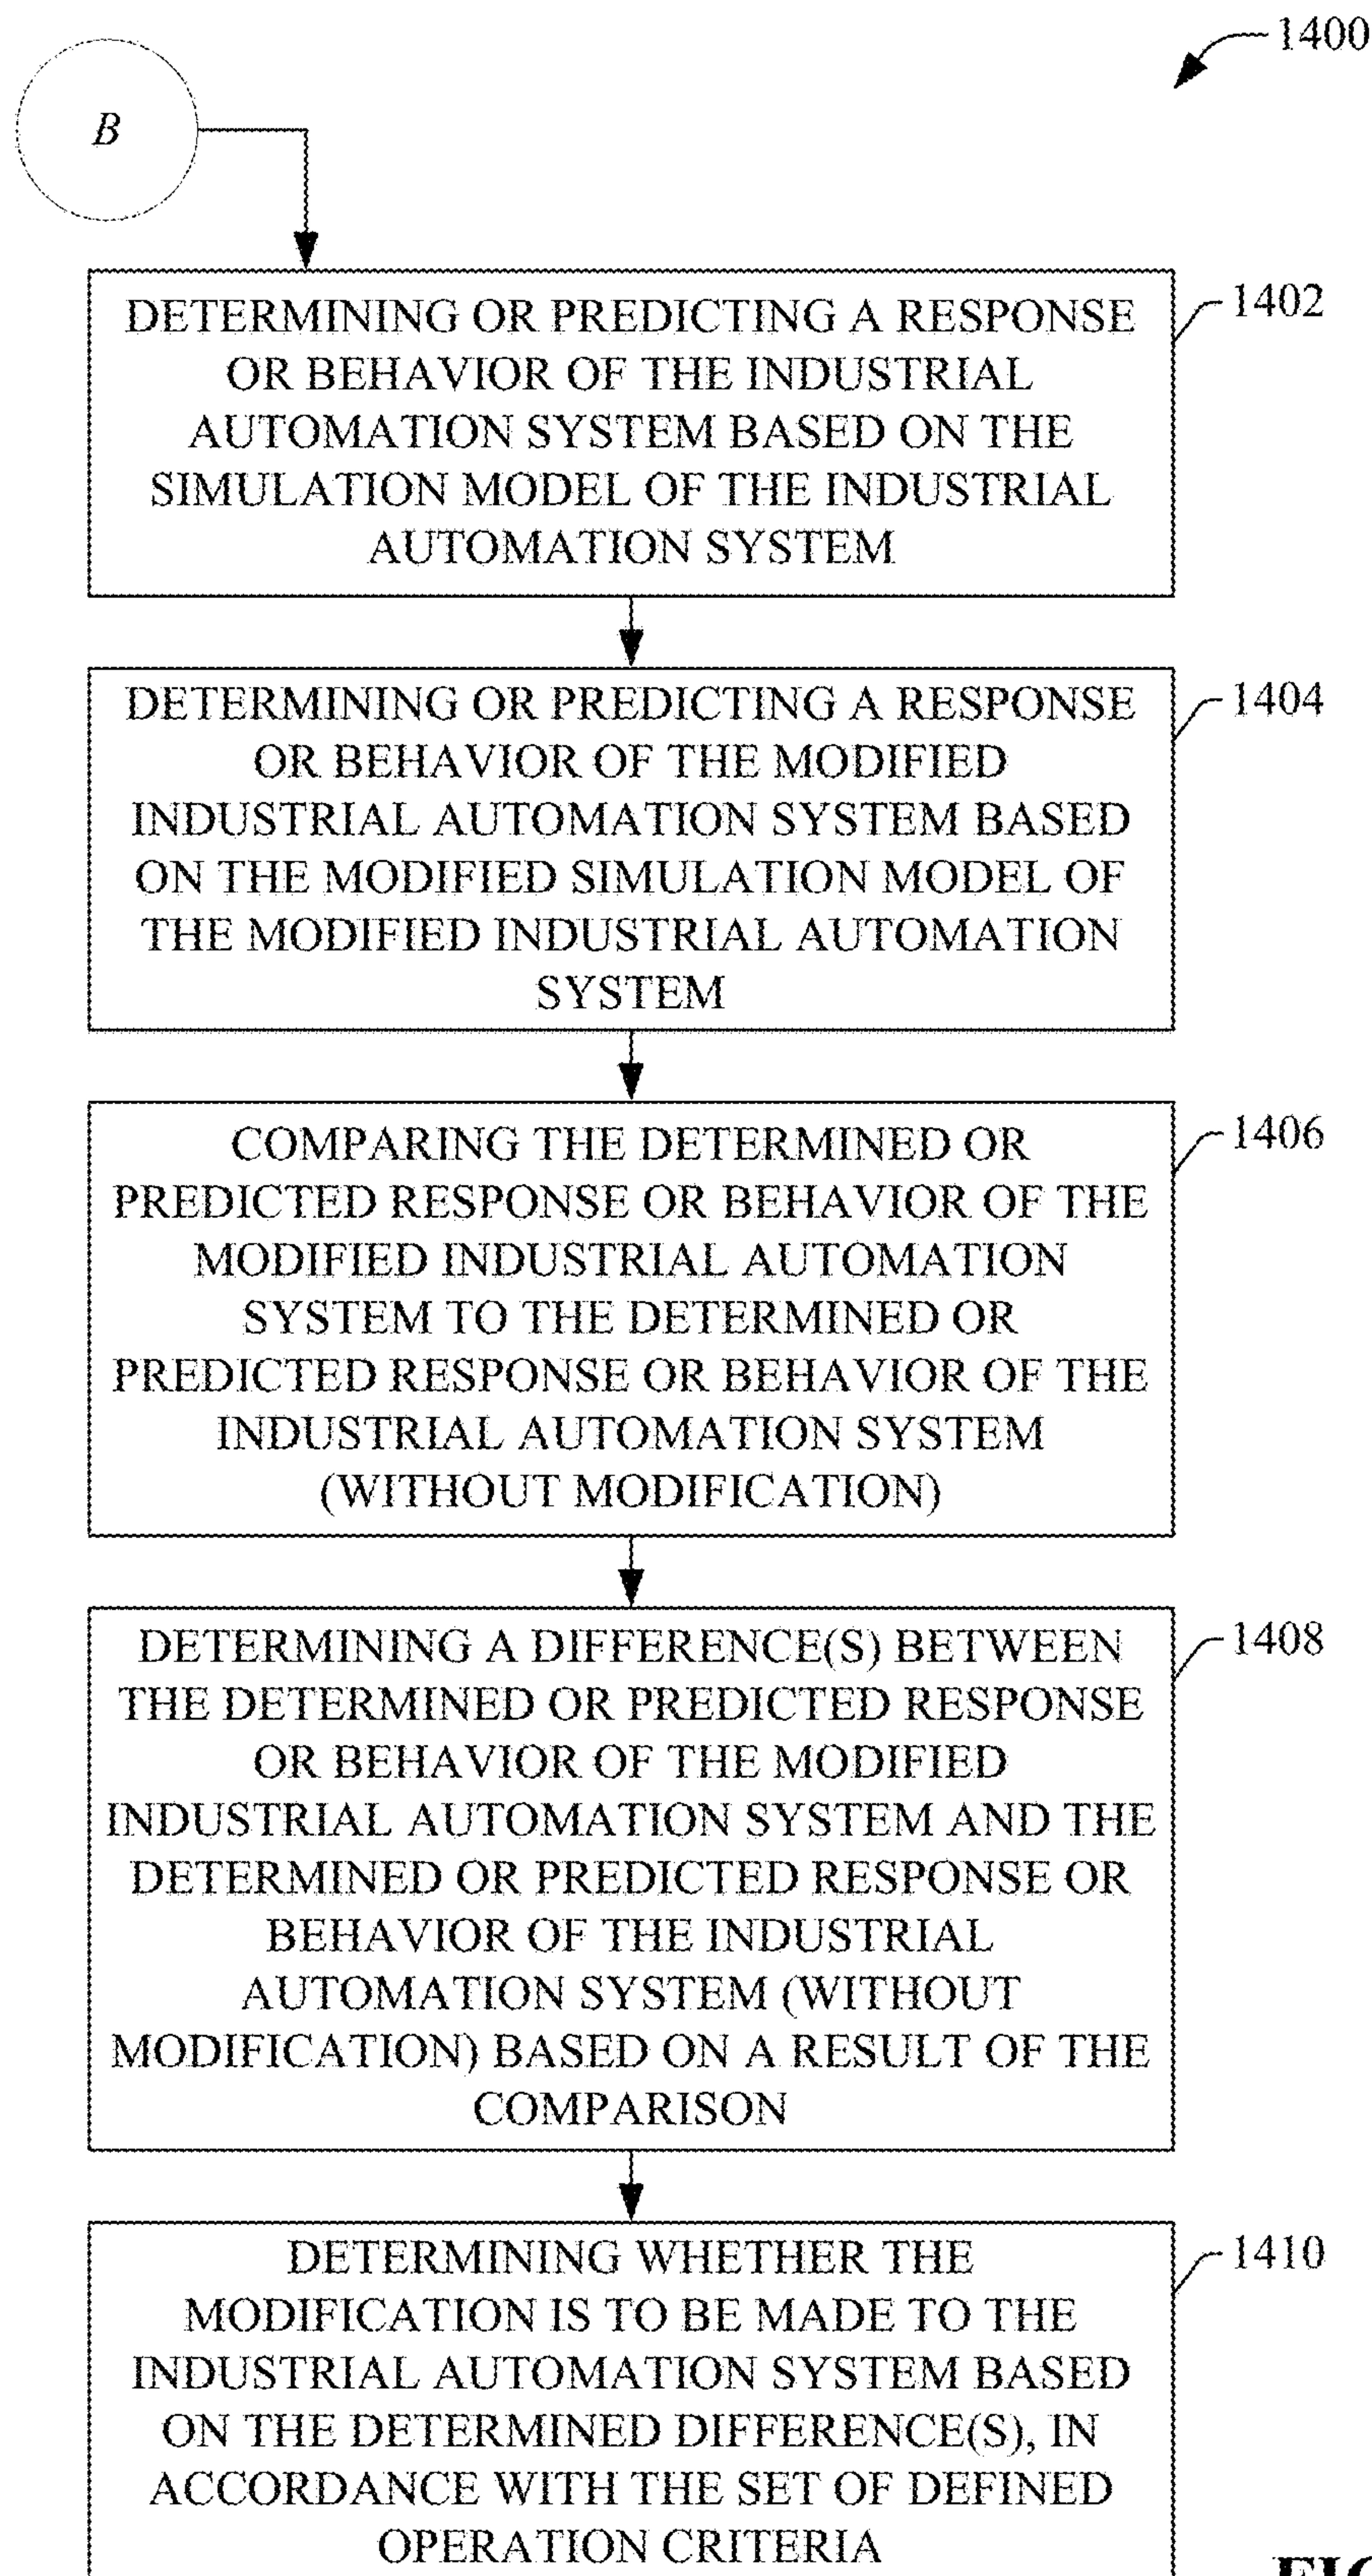 1400
B
DETERMINING OR PREDICTING A RESPONSE
OR BEHAVIOR OF THE INDUSTRIAL
AUTOMATION SYSTEM BASED ON THE
SIMULATION MODEL OF THE INDUSTRIAL
AUTOMATION SYSTEM
1402
DETERMINING OR PREDICTING A RESPONSE
OR BEHAVIOR OF THE MODIFIED
INDUSTRIAL AUTOMATION SYSTEM BASED
ON THE MODIFIED SIMULATION MODEL OF
THE MODIFIED INDUSTRIAL AUTOMATION
SYSTEM
1404
COMPARING THE DETERMINED OR
PREDICTED RESPONSE OR BEHAVIOR OF THE
MODIFIED INDUSTRIAL AUTOMATION
SYSTEM TO THE DETERMINED OR
PREDICTED RESPONSE OR BEHAVIOR OF THE
INDUSTRIAL AUTOMATION SYSTEM
(WITHOUT MODIFICATION)
1406
DETERMINING A DIFFERENCE(S) BETWEEN
THE DETERMINED OR PREDICTED RESPONSE
OR BEHAVIOR OF THE MODIFIED
INDUSTRIAL AUTOMATION SYSTEM AND THE
DETERMINED OR PREDICTED RESPONSE OR
BEHAVIOR OF THE INDUSTRIAL
AUTOMATION SYSTEM (WITHOUT
MODIFICATION) BASED ON A RESULT OF THE
COMPARISON
1408
DETERMINING WHETHER THE
MODIFICATION IS TO BE MADE TO THE
INDUSTRIAL AUTOMATION SYSTEM BASED
ON THE DETERMINED DIFFERENCE(S), IN
ACCORDANCE WITH THE SET OF DEFINED
OPERATION CRITERIA
1410